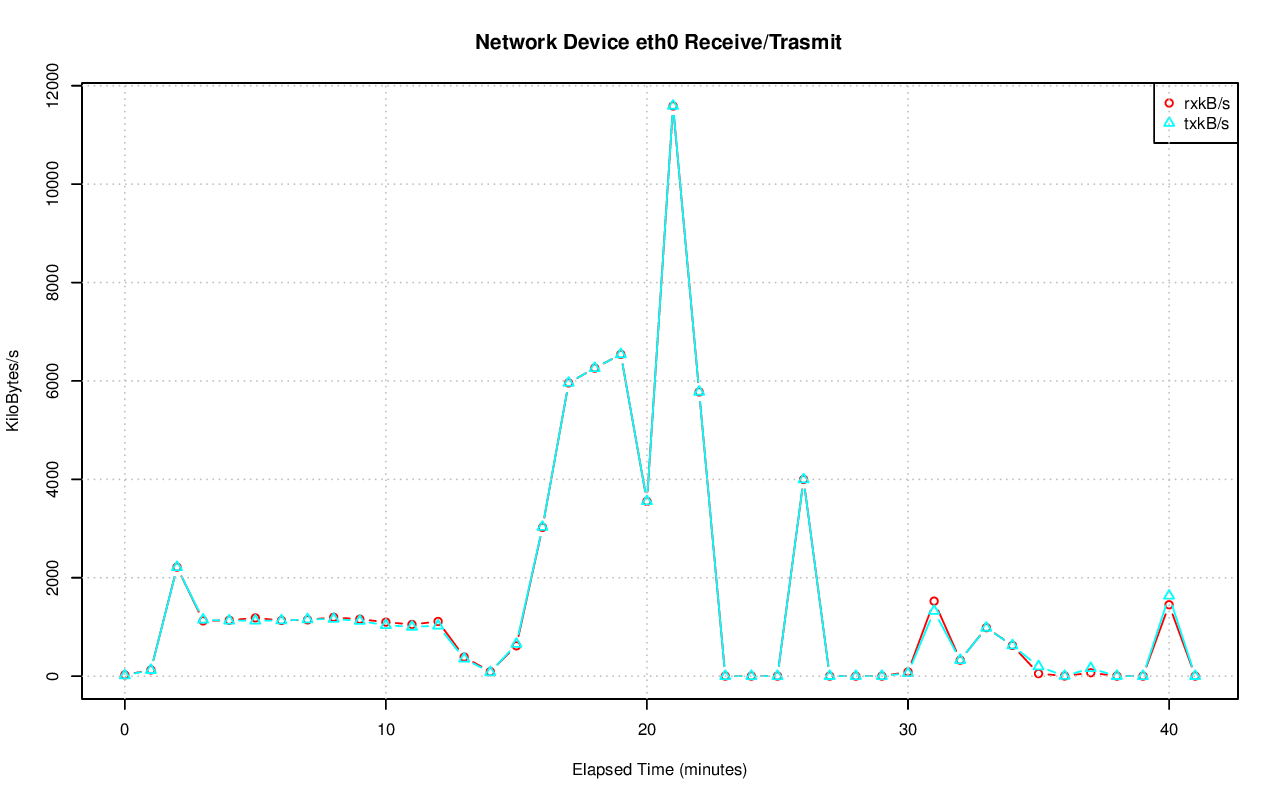 Network Device eth0 Receive/Trasmit
rxkB/s
txkB/s
12000
10000
8000
6000
4000
2000
0
KiloBytes/s
0 10 20 30 40
Elapsed Time (minutes)